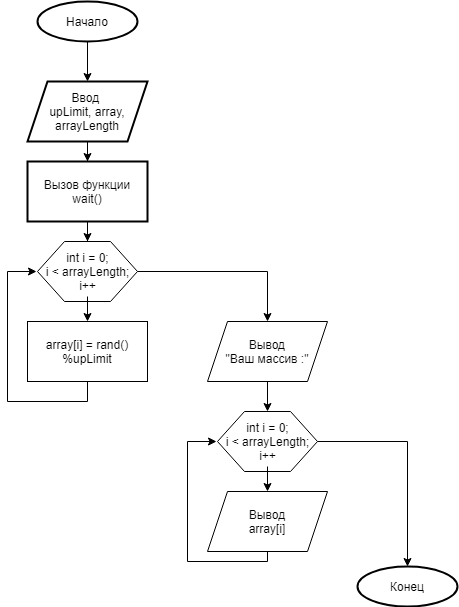 Начало
Ввод
upLimit, array,
arrayLength
Вызов функции
wait()
int i = 0;
i < arrayLength;
i++
array[i] = rand()
%upLimit
Вывод
"Ваш массив :"
int i = 0;
i < arrayLength;
i++
Вывод
array[i]
Конец